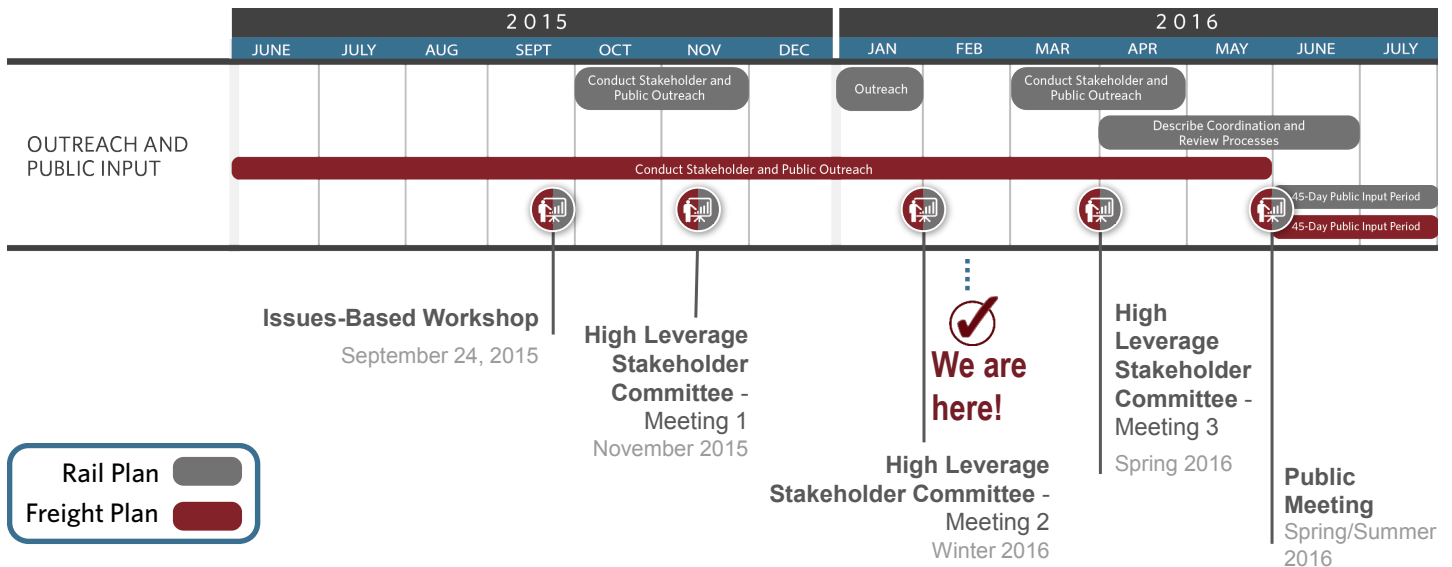 2015
2016
JUNE JULY AUG SEPT OCT NOV DEC JAN FEB MAR APR MAY JUNE JULY
OUTREACH AND
PUBLIC INPUT
Conduct Stakeholder and
Public Outreach
Outreach
Conduct Stakeholder and
Public Outreach
Describe Coordination and
Review Processes
Conduct Stakeholder and Public Outreach
45-Day Public Input Period
45-Day Public Input Period
Issues-Based Workshop
September 24, 2015
High Leverage
Stakeholder
Committee -
Meeting 1
November 2015
We are
here!
High Leverage
Stakeholder Committee -
Meeting 2
Winter 2016
High
Leverage
Stakeholder
Committee -
Meeting 3
Spring 2016
Public
Meeting
Spring/Summer
2016
Rail Plan
Freight Plan